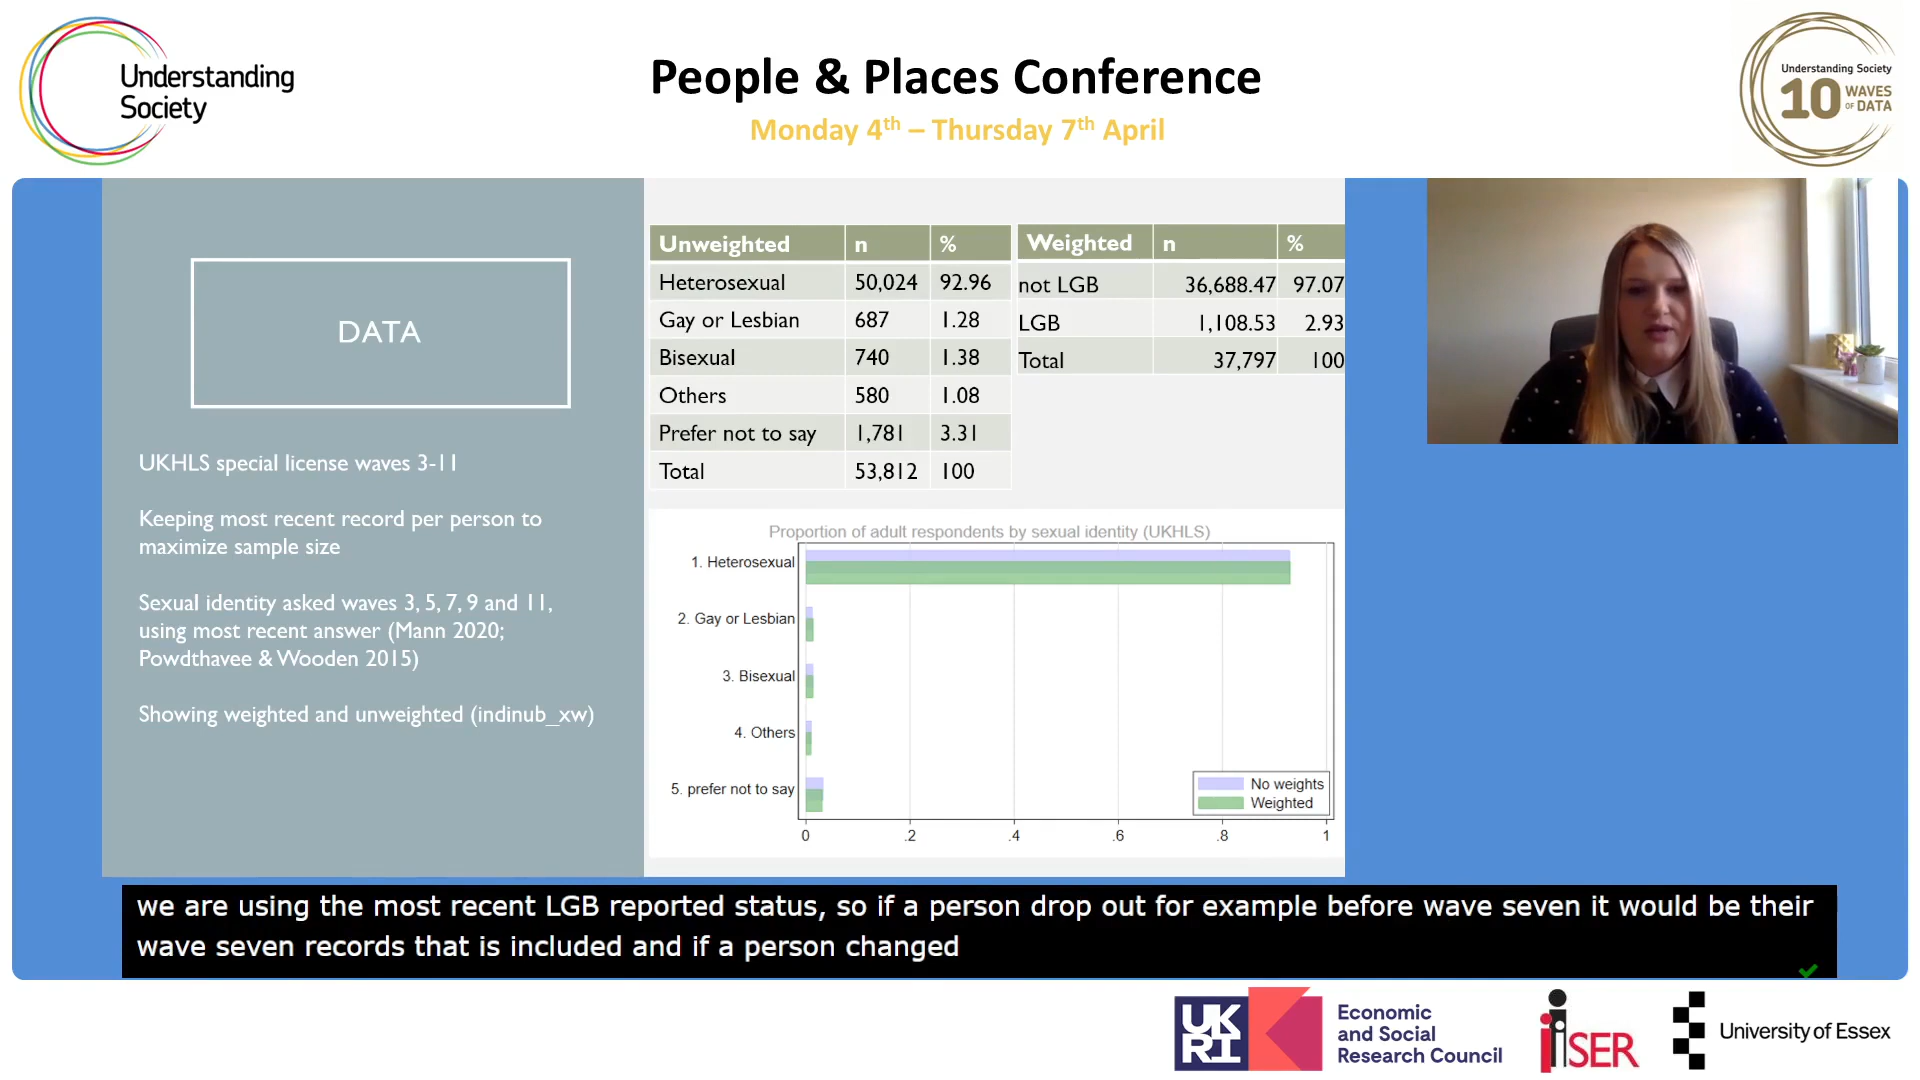 Understanding
Society
People & Places Conference
Monday 4th – Thursday 7th April
Understanding Society
10 WAVES
OF DATA
DATA
UKHLS special license waves 3-11
Keeping most recent record per person to
maximize sample size
Sexual identity asked waves 3, 5, 7, 9 and 11,
using most recent answer (Mann 2020;
Powdthavee & Wooden 2015)
Showing weighted and unweighted (indinub_xw)
Unweighted n %
Heterosexual 50,024 92.96
Gay or Lesbian 687 1.28
Bisexual 740 1.38
Others 580 1.08
Prefer not to say 1,781 3.31
Total 53,812 100
Weighted n %
not LGB 36,688.47 97.07
LGB 1,108.53 2.93
Total 37,797 100
Proportion of adult respondents by sexual identity (UKHLS)
1. Heterosexual
2. Gay or Lesbian
3. Bisexual
4. Others
5. prefer not to say
No weights
Weighted
0 .2 .4 .6 .8 1
we are using the most recent LGB reported status, so if a person drop out for example before wave seven it would be their
wave seven records that is included and if a person changed
UK
RI
Economic
and Social
Research Council
iiSER
University of Essex